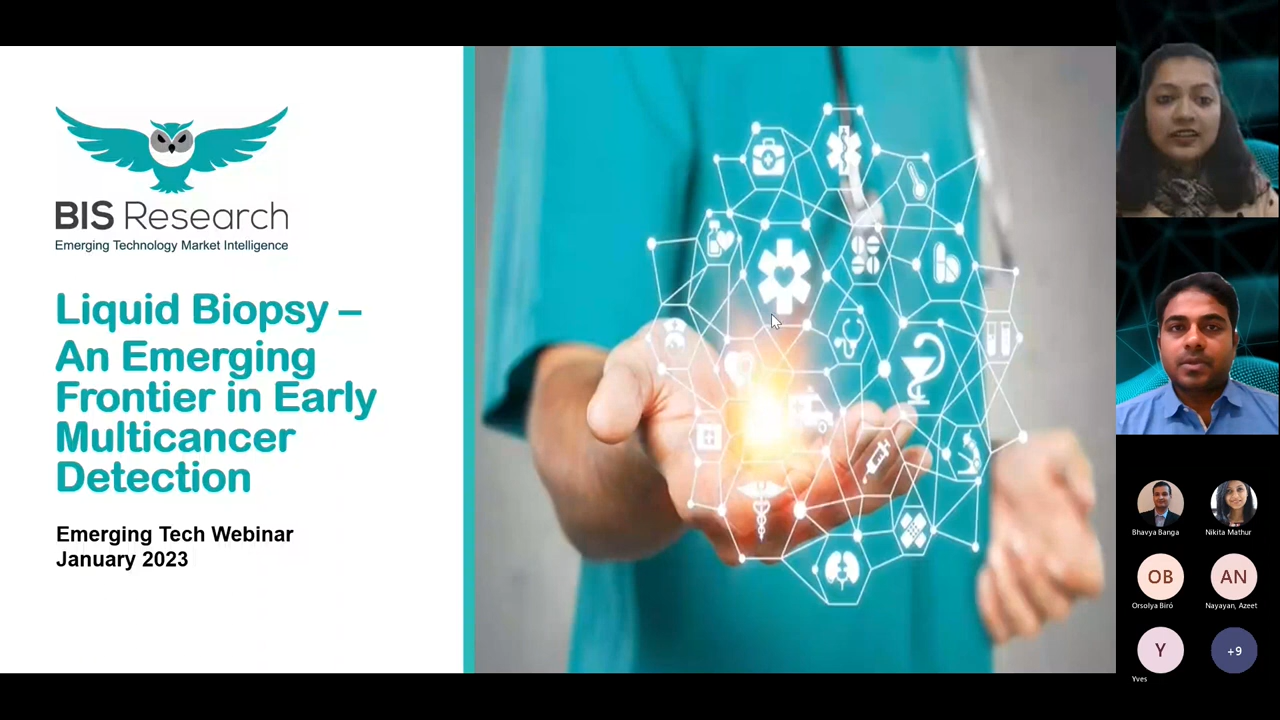 BIS Research
Emerging Technology Market Intelligence
Liquid Biopsy –
An Emerging
Frontier in Early
Multicancer
Detection
Emerging Tech Webinar
January 2023
Bhavya Banga
Nikita Mathur
OB
AN
Orsolya Biró
Nayayan, Azeet
Y
+9
Yves